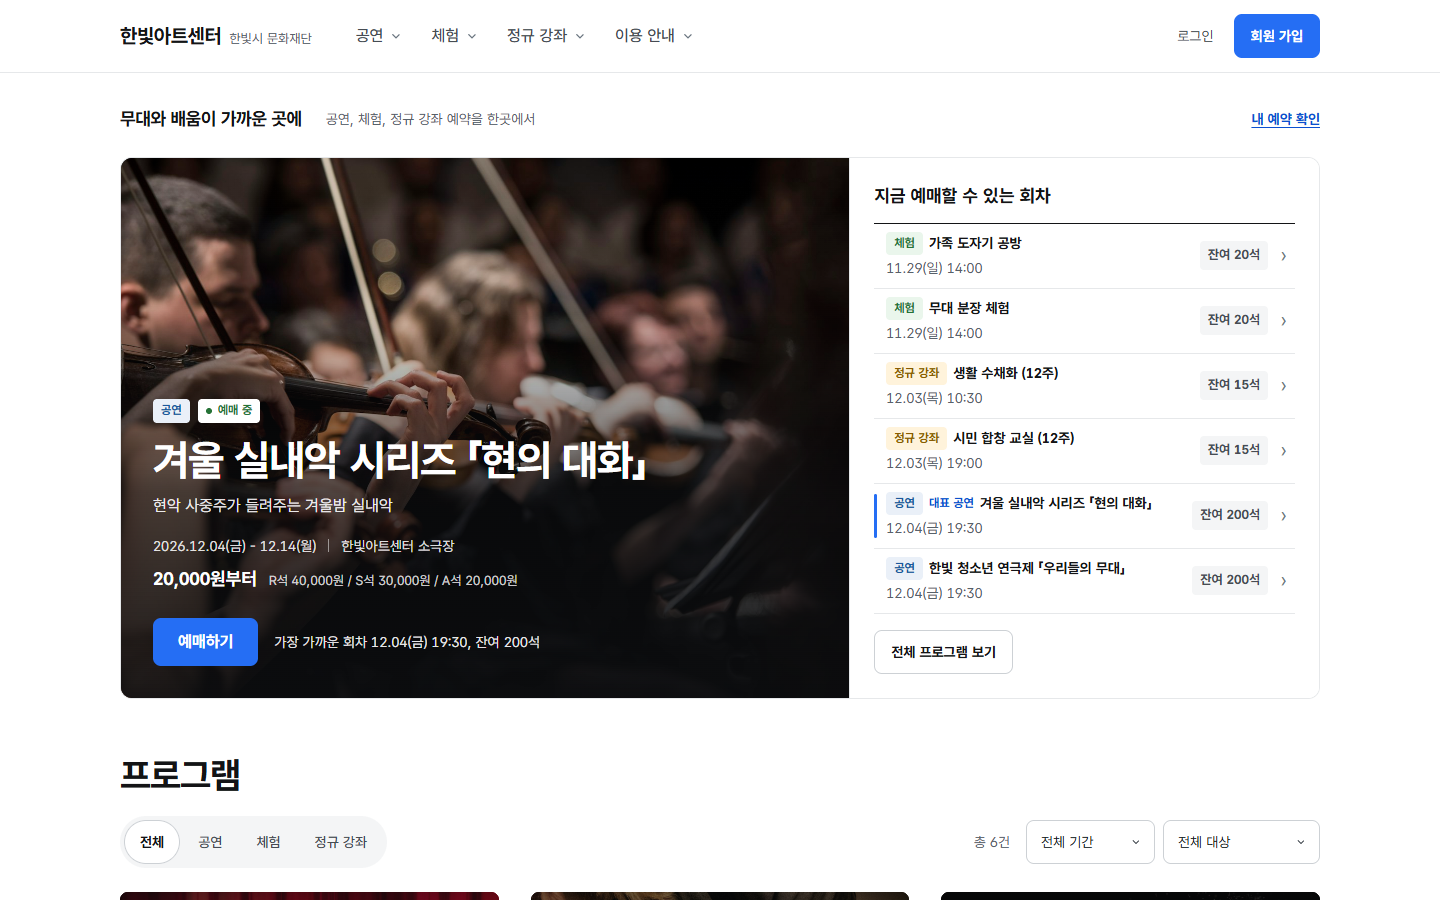 한빛아트센터 한빛시 문화재단 공연 체험 정규 강좌 이용 안내 로그인 회원 가입
무대와 배움이 가까운 곳에 공연, 체험, 정규 강좌 예약을 한곳에서 내 예약 확인
공연 예매 중
겨울 실내악 시리즈 「현의 대화」
현악 사중주가 들려주는 겨울밤 실내악
2026.12.04(금) - 12.14(월) 한빛아트센터 소극장
20,000원부터 R석 40,000원 / S석 30,000원 / A석 20,000원
예매하기 가장 가까운 회차 12.04(금) 19:30, 잔여 200석
지금 예매할 수 있는 회차
체험 가족 도자기 공방
11.29(일) 14:00
잔여 20석
체험 무대 분장 체험
11.29(일) 14:00
잔여 20석
정규 강좌 생활 수채화 (12주)
12.03(목) 10:30
잔여 15석
정규 강좌 시민 합창 교실 (12주)
12.03(목) 19:00
잔여 15석
공연 대표 공연 겨울 실내악 시리즈 「현의 대화」
12.04(금) 19:30
잔여 200석
공연 한빛 청소년 연극제 「우리들의 무대」
12.04(금) 19:30
잔여 200석
전체 프로그램 보기
프로그램
전체 공연 체험 정규 강좌 총 6건 전체 기간 전체 대상